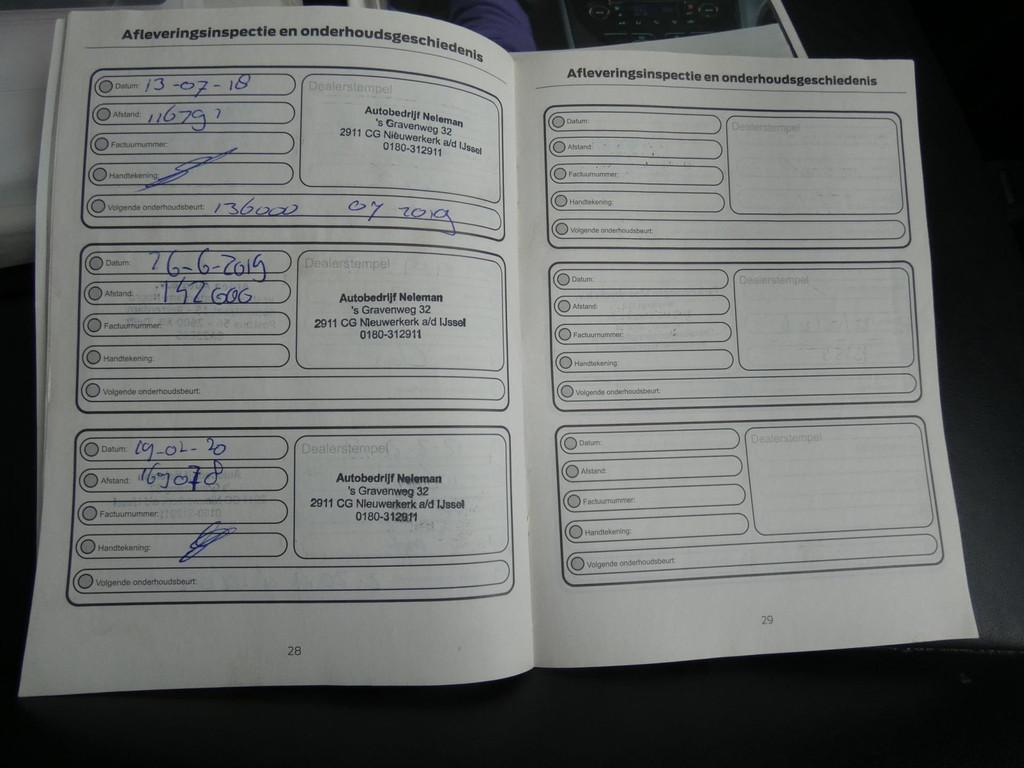 Afleveringsinspectie en onderhoudsgeschiedenis
Datum: 13-07-18
Afstand:
Factuurnummer:
Handtekening:
Volgende onderhoudsbeurt: 136000 07 2019
Dealerstempel
Autobedrijf Neleman
's Gravenweg 32
2911 CG Nieuwerkerk a/d IJssel
0180-312911
Datum: 26-6-2019
Afstand: 142000
Factuurnummer:
Handtekening:
Volgende onderhoudsbeurt:
Dealerstempel
Autobedrijf Neleman
's Gravenweg 32
2911 CG Nieuwerkerk a/d IJssel
0180-312911
Datum: 19-02-20
Afstand: 169078
Factuurnummer:
Handtekening:
Volgende onderhoudsbeurt:
Dealerstempel
Autobedrijf Neleman
's Gravenweg 32
2911 CG Nieuwerkerk a/d IJssel
0180-312911
28
Afleveringsinspectie en onderhoudsgeschiedenis
Datum:
Afstand:
Factuurnummer:
Handtekening:
Volgende onderhoudsbeurt:
Dealerstempel
Datum:
Afstand:
Factuurnummer:
Handtekening:
Volgende onderhoudsbeurt:
Dealerstempel
Datum:
Afstand:
Factuurnummer:
Handtekening:
Volgende onderhoudsbeurt:
Dealerstempel
29